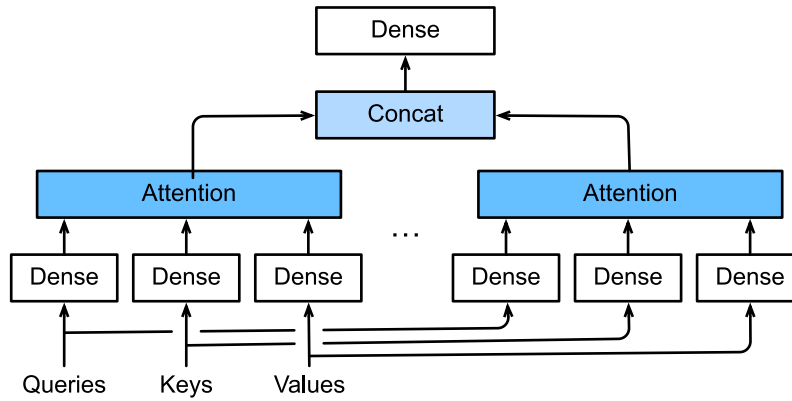 Dense
Concat
Attention Attention
...
Dense Dense Dense Dense Dense Dense
Queries Keys Values